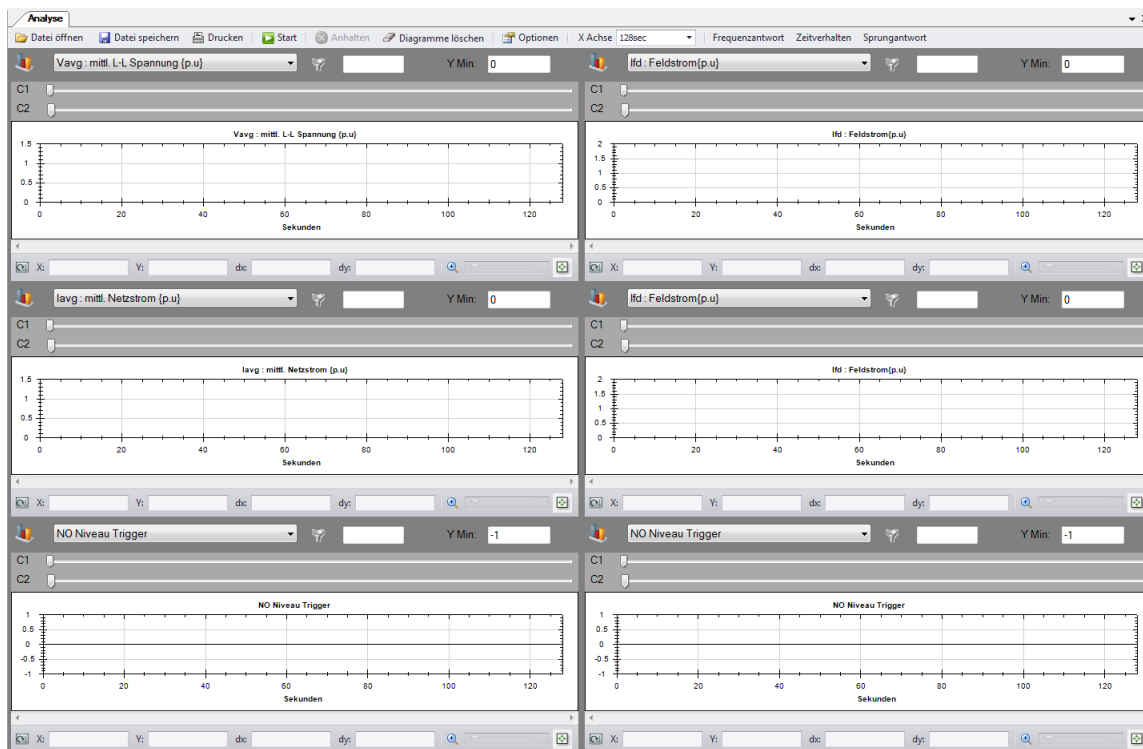 Analyse
Datei öffnen Datei speichern Drucken Start Anhalten Diagramme löschen Optionen X Achse 128sec Frequenzantwort Zeitverhalten Sprungantwort
Vavg : mittl. L-L Spannung {p.u} Y Min: 0
C1
C2
Vavg : mittl. L-L Spannung {p.u}
1.5
1
0.5
0
0 20 40 60 80 100 120
Sekunden
X: Y: dx: dy:
Ifd : Feldstrom{p.u} Y Min: 0
C1
C2
Ifd : Feldstrom{p.u}
2
1.5
1
0.5
0
0 20 40 60 80 100 120
Sekunden
X: Y: dx: dy:
Iavg : mittl. Netzstrom {p.u} Y Min: 0
C1
C2
Iavg : mittl. Netzstrom {p.u}
1.5
1
0.5
0
0 20 40 60 80 100 120
Sekunden
X: Y: dx: dy:
Ifd : Feldstrom{p.u} Y Min: 0
C1
C2
Ifd : Feldstrom{p.u}
2
1.5
1
0.5
0
0 20 40 60 80 100 120
Sekunden
X: Y: dx: dy:
NO Niveau Trigger Y Min: -1
C1
C2
NO Niveau Trigger
1
0.5
0
-0.5
-1
0 20 40 60 80 100 120
Sekunden
X: Y: dx: dy:
NO Niveau Trigger Y Min: -1
C1
C2
NO Niveau Trigger
1
0.5
0
-0.5
-1
0 20 40 60 80 100 120
Sekunden
X: Y: dx: dy: